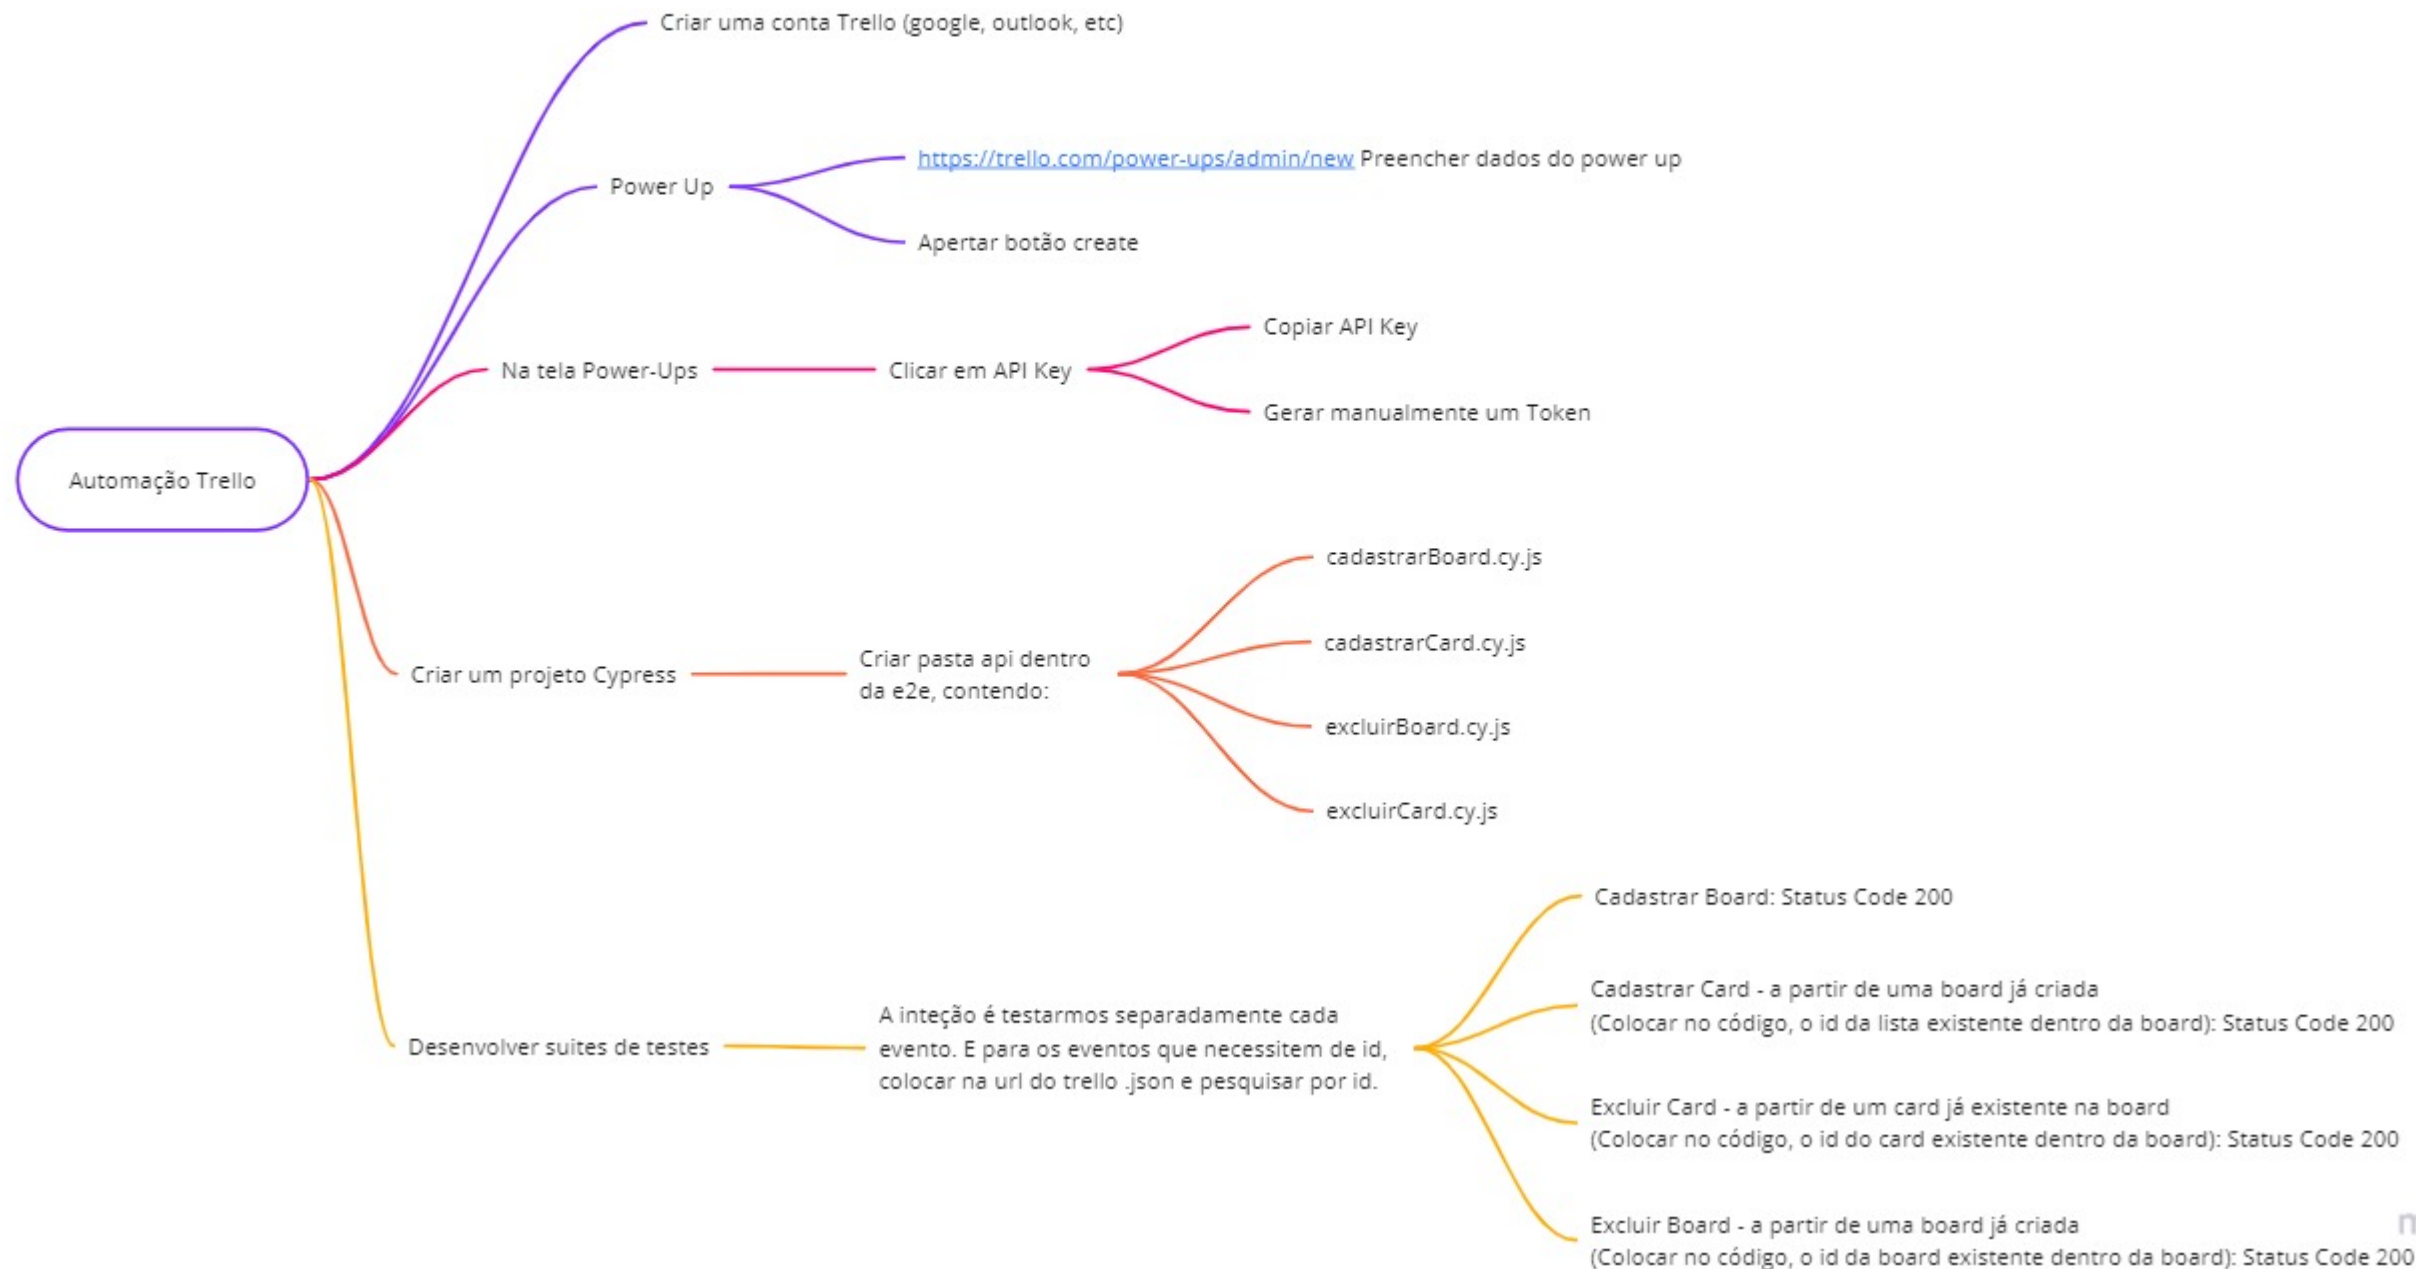 Criar uma conta Trello (google, outlook, etc)
https://trello.com/power-ups/admin/new Preencher dados do power up
Power Up
Apertar botão create
Copiar API Key
Na tela Power-Ups
Clicar em API Key
Gerar manualmente um Token
Automação Trello
cadastrarBoard.cy.js
cadastrarCard.cy.js
Criar um projeto Cypress
Criar pasta api dentro
da e2e, contendo:
excluirBoard.cy.js
excluirCard.cy.js
Cadastrar Board: Status Code 200
Cadastrar Card - a partir de uma board já criada
(Colocar no código, o id da lista existente dentro da board): Status Code 200
Desenvolver suites de testes
A inteção é testarmos separadamente cada
evento. E para os eventos que necessitem de id,
colocar na url do trello .json e pesquisar por id.
Excluir Card - a partir de um card já existente na board
(Colocar no código, o id do card existente dentro da board): Status Code 200
Excluir Board - a partir de uma board já criada
(Colocar no código, o id da board existente dentro da board): Status Code 200